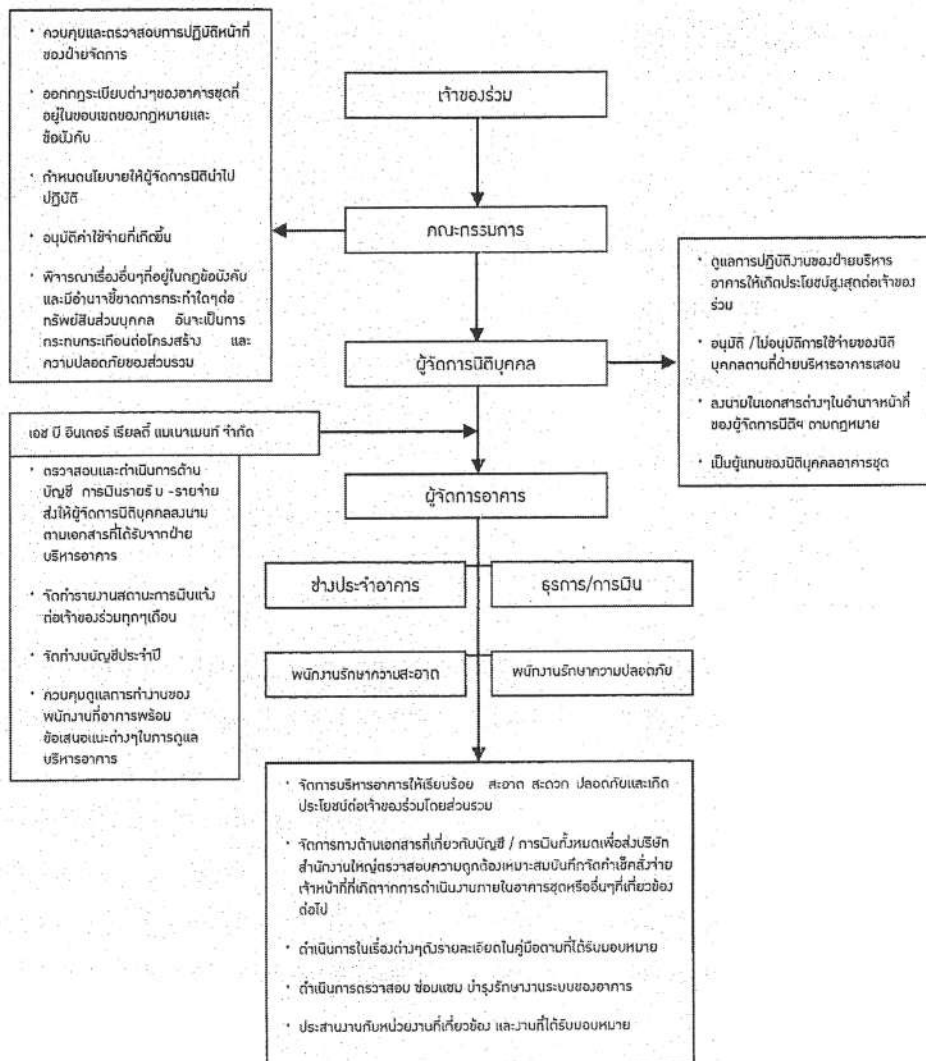 • ควบคุมและตรวจสอบการปฏิบัติหน้าที่
ของฝ่ายจัดการ
• ออกกฎระเบียบต่างๆของอาคารชุดที่
อยู่ในขอบเขตของกฎหมายและ
ข้อบังคับ
• กำหนดนโยบายให้ผู้จัดการนิตินำไป
ปฏิบัติ
• อนุมัติค่าใช้จ่ายที่เกิดขึ้น
• พิจารณาเรื่องอื่นๆที่อยู่ในกฎข้อบังคับ
และมีอำนาจชี้ขาดการกระทำใดๆต่อ
ทรัพย์สินส่วนบุคคล อันจะเป็นการ
กระทบกระเทือนต่อโครงสร้าง และ
ความปลอดภัยของส่วนรวม
เจ้าของร่วม
คณะกรรมการ
ผู้จัดการนิติบุคคล
• ดูแลการปฏิบัติงานของฝ่ายบริหาร
อาคารให้เกิดประโยชน์สูงสุดต่อเจ้าของ
ร่วม
• อนุมัติ /ไม่อนุมัติการใช้จ่ายของนิติ
บุคคลตามที่ฝ่ายบริหารอาคารเสนอ
• ลงนามในเอกสารต่างๆในอำนาจหน้าที่
ของผู้จัดการนิติฯ ตามกฎหมาย
• เป็นผู้แทนของนิติบุคคลอาคารชุด
เอช บี อินเตอร์ เรียลตี้ แมเนจเมนท์ จำกัด
• ตรวจสอบและดำเนินการด้าน
บัญชี การเงินรายรับ -รายจ่าย
ส่งให้ผู้จัดการนิติบุคคลลงนาม
ตามเอกสารที่ได้รับจากฝ่าย
บริหารอาคาร
• จัดทำรายงานสถานะการเงินแจ้ง
ต่อเจ้าของร่วมทุกๆเดือน
• จัดทำงบบัญชีประจำปี
• ควบคุมดูแลการทำงานของ
พนักงานที่อาคารพร้อม
ข้อเสนอแนะต่างๆในการดูแล
บริหารอาคาร
ผู้จัดการอาคาร
ช่างประจำอาคาร
ธุรการ/การเงิน
พนักงานรักษาความสะอาด
พนักงานรักษาความปลอดภัย
• จัดการบริหารอาคารให้เรียบร้อย สะอาด สะดวก ปลอดภัยและเกิด
ประโยชน์ต่อเจ้าของร่วมโดยส่วนรวม
• จัดการทางด้านเอกสารที่เกี่ยวกับบัญชี / การเงินทั้งหมดเพื่อส่งบริษัท
สำนักงานใหญ่ตรวจสอบความถูกต้องเหมาะสมบันทึกจัดทำเช็คสั่งจ่าย
เจ้าหน้าที่ที่เกิดจากการดำเนินงานภายในอาคารชุดหรืออื่นๆที่เกี่ยวข้อง
ต่อไป
• ดำเนินการในเรื่องต่างๆดังรายละเอียดในคู่มือตามที่ได้รับมอบหมาย
• ดำเนินการตรวจสอบ ซ่อมแซม บำรุงรักษางานระบบของอาคาร
• ประสานงานกับหน่วยงานที่เกี่ยวข้อง และงานที่ได้รับมอบหมาย